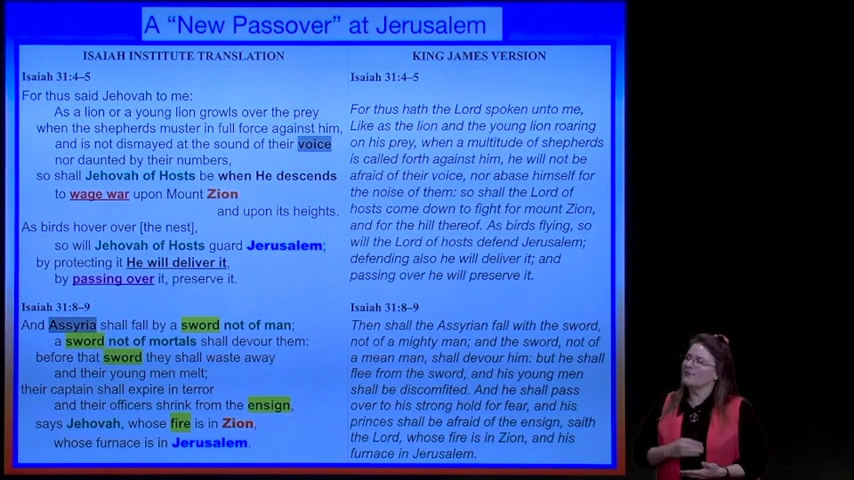 A “New Passover” at Jerusalem
ISAIAH INSTITUTE TRANSLATION
Isaiah 31:4–5
For thus said Jehovah to me:
As a lion or a young lion growls over the prey
when the shepherds muster in full force against him,
and is not dismayed at the sound of their voice
nor daunted by their numbers,
so shall Jehovah of Hosts be when He descends
to wage war upon Mount Zion
and upon its heights.
As birds hover over [the nest],
so will Jehovah of Hosts guard Jerusalem;
by protecting it He will deliver it,
by passing over it, preserve it.
Isaiah 31:8–9
And Assyria shall fall by a sword not of man;
a sword not of mortals shall devour them:
before that sword they shall waste away
and their young men melt;
their captain shall expire in terror
and their officers shrink from the ensign,
says Jehovah, whose fire is in Zion,
whose furnace is in Jerusalem.
KING JAMES VERSION
Isaiah 31:4–5
For thus hath the Lord spoken unto me,
Like as the lion and the young lion roaring
on his prey, when a multitude of shepherds
is called forth against him, he will not be
afraid of their voice, nor abase himself for
the noise of them: so shall the Lord of
hosts come down to fight for mount Zion,
and for the hill thereof. As birds flying, so
will the Lord of hosts defend Jerusalem;
defending also he will deliver it; and
passing over he will preserve it.
Isaiah 31:8–9
Then shall the Assyrian fall with the sword,
not of a mighty man; and the sword, not of
a mean man, shall devour him: but he shall
flee from the sword, and his young men
shall be discomfited. And he shall pass
over to his strong hold for fear, and his
princes shall be afraid of the ensign, saith
the Lord, whose fire is in Zion, and his
furnace in Jerusalem.